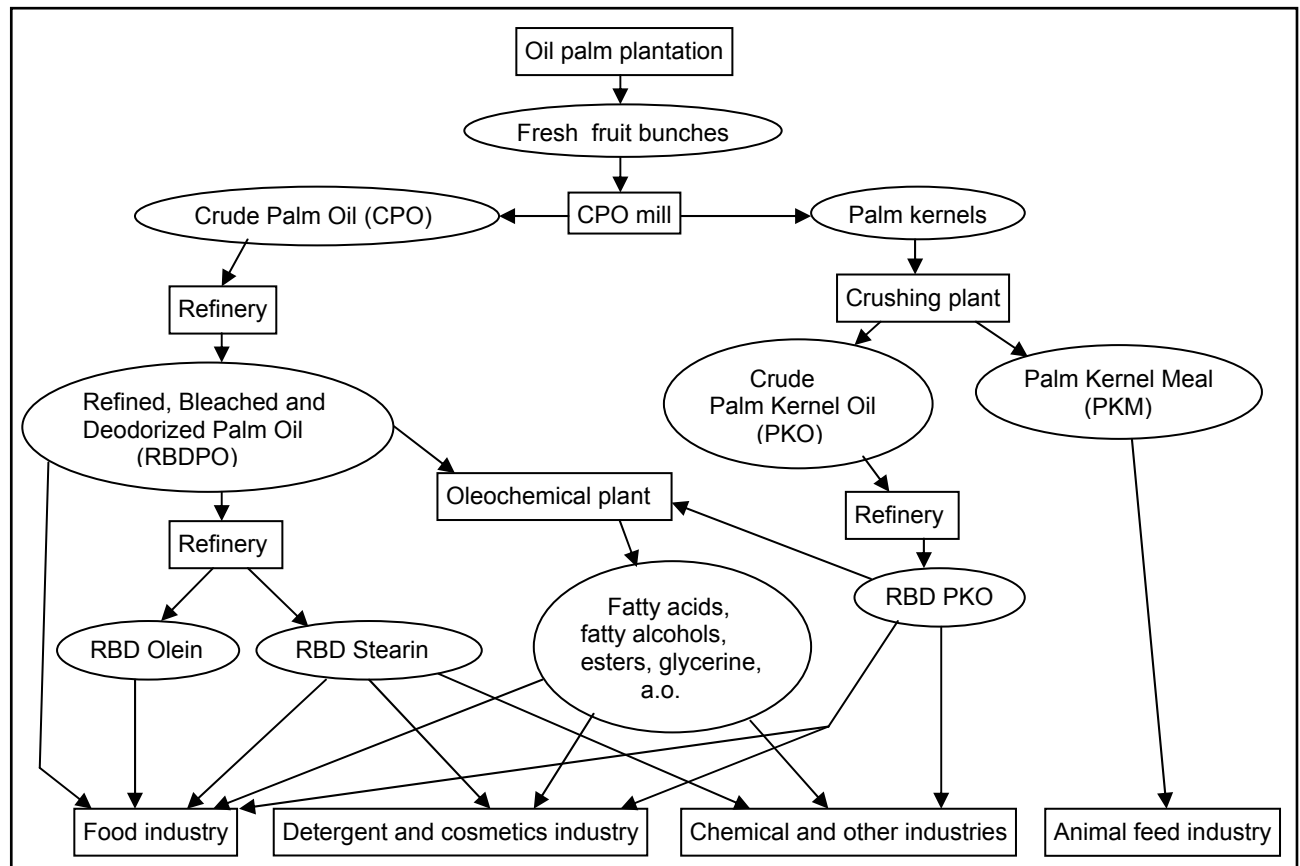 Oil palm plantation
Fresh fruit bunches
Crude Palm Oil (CPO)
CPO mill
Palm kernels
Refinery
Crushing plant
Refined, Bleached and
Deodorized Palm Oil
(RBDPO)
Crude
Palm Kernel Oil
(PKO)
Palm Kernel Meal
(PKM)
Oleochemical plant
Refinery
Refinery
RBD Olein
RBD Stearin
Fatty acids,
fatty alcohols,
esters, glycerine,
a.o.
RBD PKO
Food industry
Detergent and cosmetics industry
Chemical and other industries
Animal feed industry